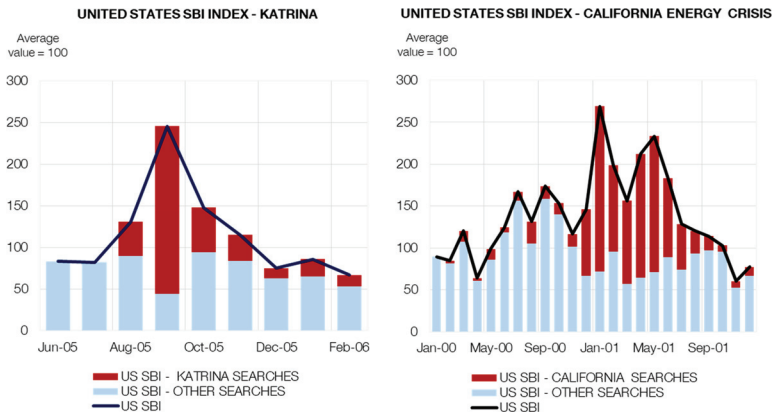 UNITED STATES SBI INDEX - KATRINA
Average
value = 100
300
250
200
150
100
50
0
Jun-05 Aug-05 Oct-05 Dec-05 Feb-06
US SBI - KATRINA SEARCHES
US SBI - OTHER SEARCHES
US SBI
UNITED STATES SBI INDEX - CALIFORNIA ENERGY CRISIS
Average
value = 100
300
250
200
150
100
50
0
Jan-00 May-00 Sep-00 Jan-01 May-01 Sep-01
US SBI - CALIFORNIA SEARCHES
US SBI - OTHER SEARCHES
US SBI